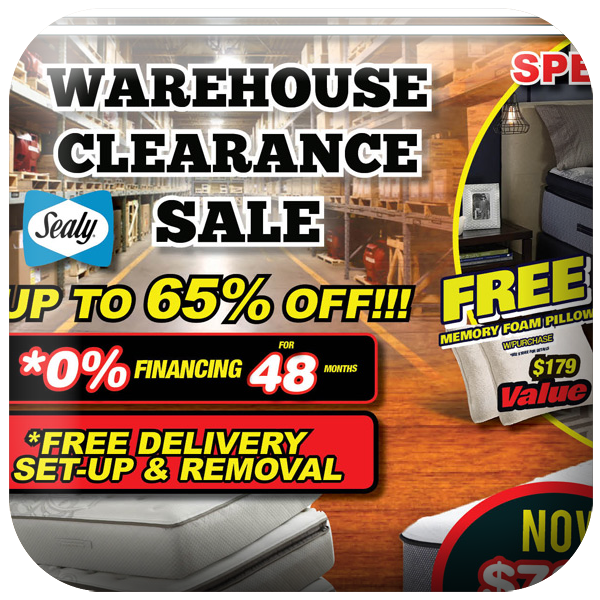 WAREHOUSE
CLEARANCE
SALE
Sealy
UP TO 65% OFF!!!
*0% FINANCING FOR 48 MONTHS
*FREE DELIVERY
SET-UP & REMOVAL
FREE
MEMORY FOAM PILLOW
W/PURCHASE
$179
Value